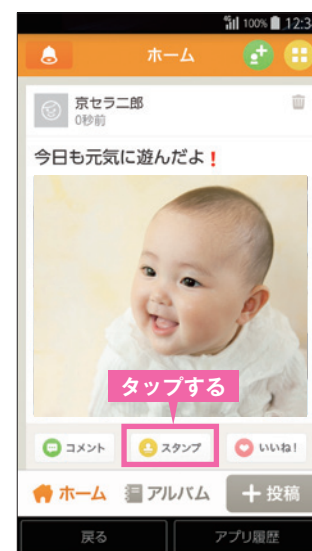 4G 100% 12:3
ホーム
京セラ二郎
0秒前
今日も元気に遊んだよ❗
タップする
コメント スタンプ いいね!
ホーム アルバム +投稿
戻る アプリ履歴